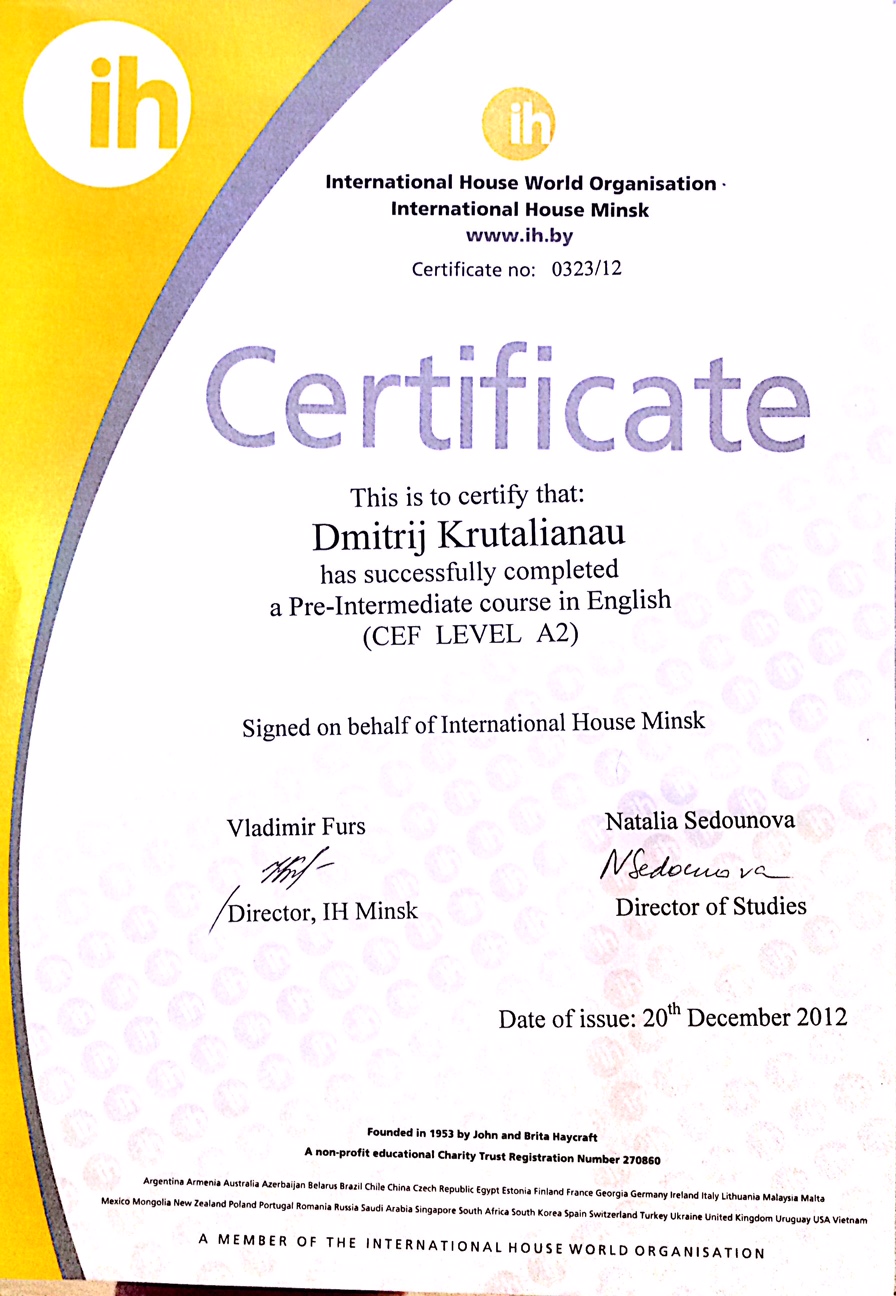 ih
ih
International House World Organisation ·
International House Minsk
www.ih.by
Certificate no: 0323/12
Certificate
This is to certify that:
Dmitrij Krutalianau
has successfully completed
a Pre-Intermediate course in English
(CEF LEVEL A2)
Signed on behalf of International House Minsk
Vladimir Furs
Natalia Sedounova
NSedounova
Director, IH Minsk
Director of Studies
Date of issue: 20th December 2012
Founded in 1953 by John and Brita Haycraft
A non-profit educational Charity Trust Registration Number 270860
Argentina Armenia Australia Azerbaijan Belarus Brazil Chile China Czech Republic Egypt Estonia Finland France Georgia Germany Ireland Italy Lithuania Malaysia Malta
Mexico Mongolia New Zealand Poland Portugal Romania Russia Saudi Arabia Singapore South Africa South Korea Spain Switzerland Turkey Ukraine United Kingdom Uruguay USA Vietnam
A MEMBER OF THE INTERNATIONAL HOUSE WORLD ORGANISATION